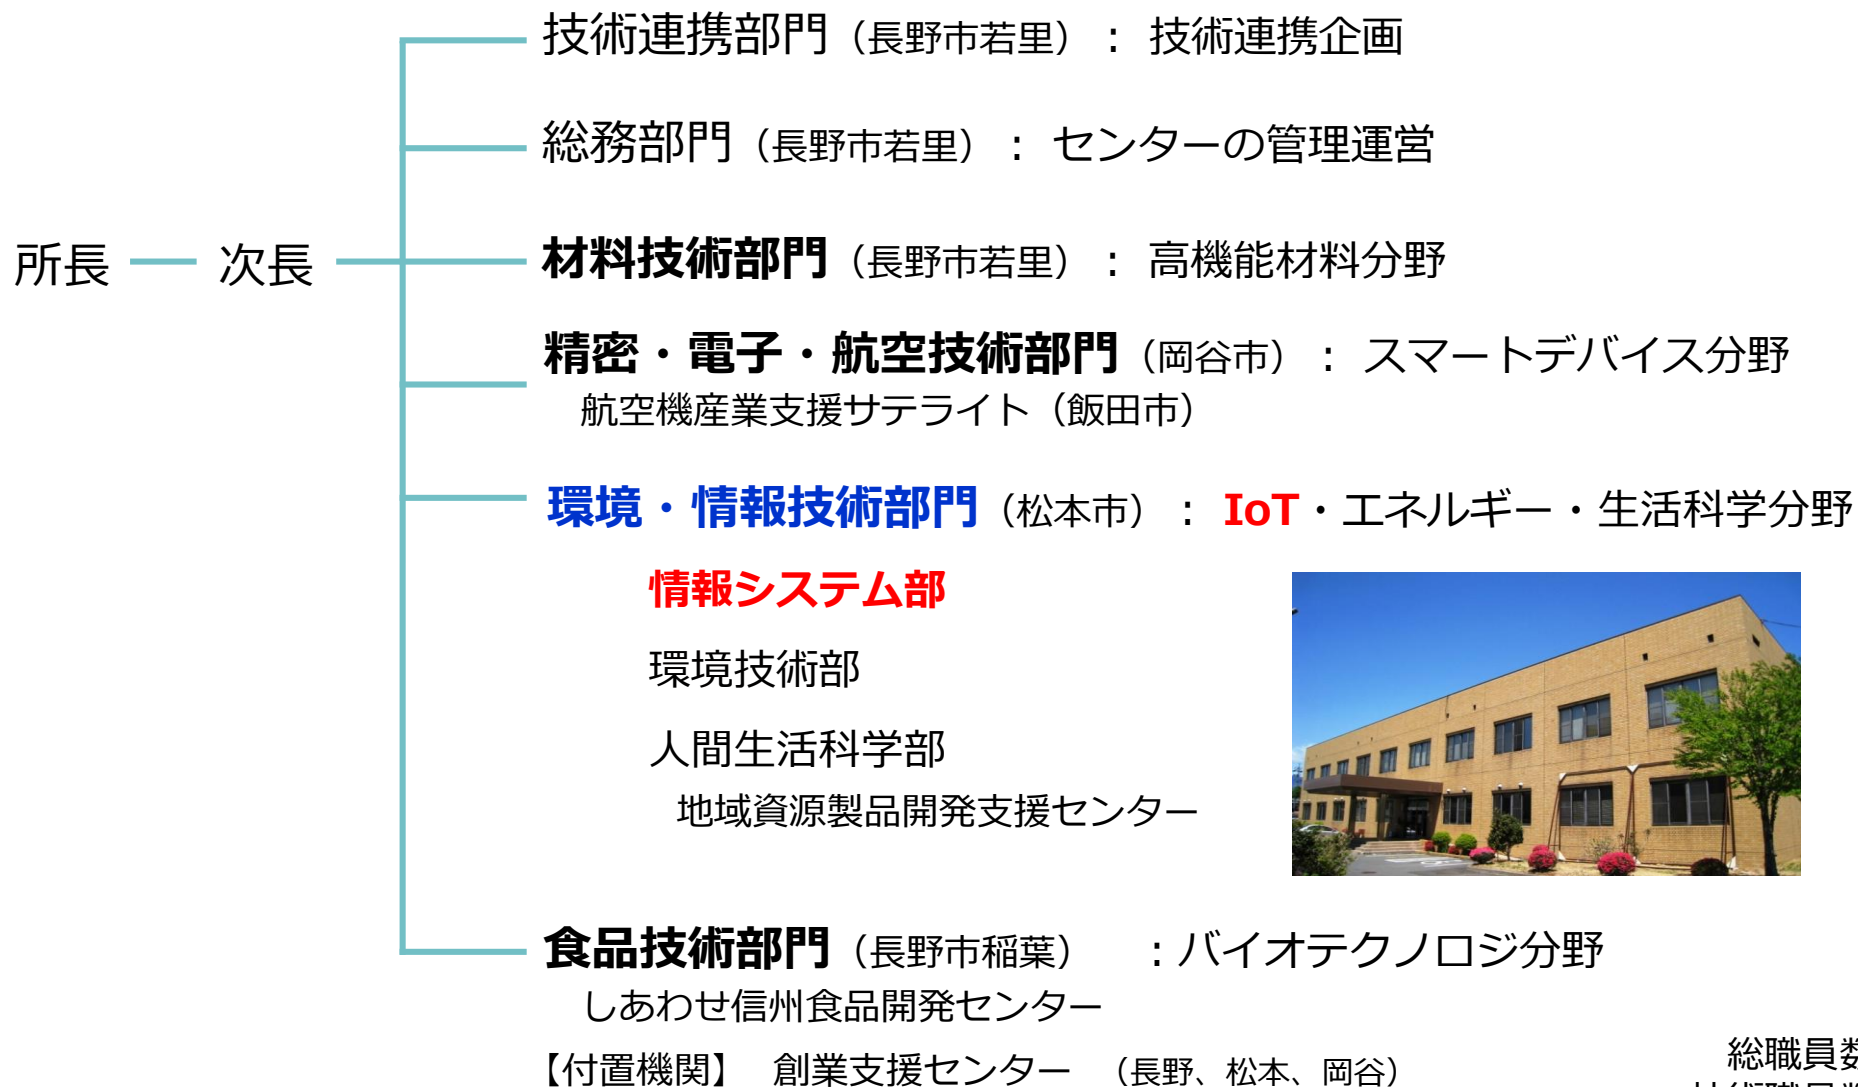 技術連携部門（長野市若里）： 技術連携企画
総務部門（長野市若里）： センターの管理運営
所長 次長 材料技術部門（長野市若里）： 高機能材料分野
精密・電子・航空技術部門（岡谷市）： スマートデバイス分野
航空機産業支援サテライト（飯田市）
環境・情報技術部門（松本市）： IoT・エネルギー・生活科学分野
情報システム部
環境技術部
人間生活科学部
地域資源製品開発支援センター
食品技術部門（長野市稲葉）　：バイオテクノロジ分野
しあわせ信州食品開発センター
【付置機関】　創業支援センター　（長野、松本、岡谷）
総職員数